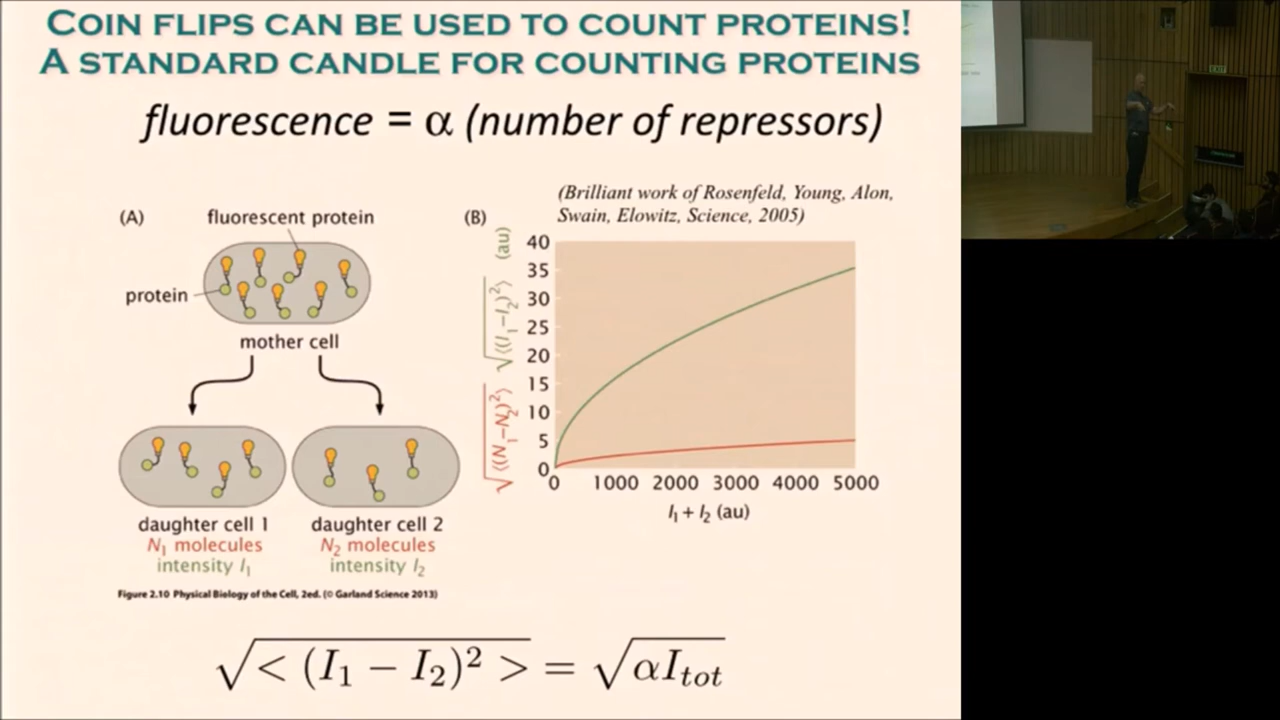 COIN FLIPS CAN BE USED TO COUNT PROTEINS!
A STANDARD CANDLE FOR COUNTING PROTEINS
fluorescence = α (number of repressors)
(Brilliant work of Rosenfeld, Young, Alon,
Swain, Elowitz, Science, 2005)
(A)
fluorescent protein
protein
mother cell
daughter cell 1
N₁ molecules
intensity I₁
daughter cell 2
N₂ molecules
intensity I₂
(B)
√⟨(N₁−N₂)²⟩ √⟨(I₁−I₂)²⟩ (au)
40
35
30
25
20
15
10
5
0
0 1000 2000 3000 4000 5000
I₁ + I₂ (au)
Figure 2.10 Physical Biology of the Cell, 2ed. (© Garland Science 2013)
√< (I₁ − I₂)² > = √αI_tot
EXIT